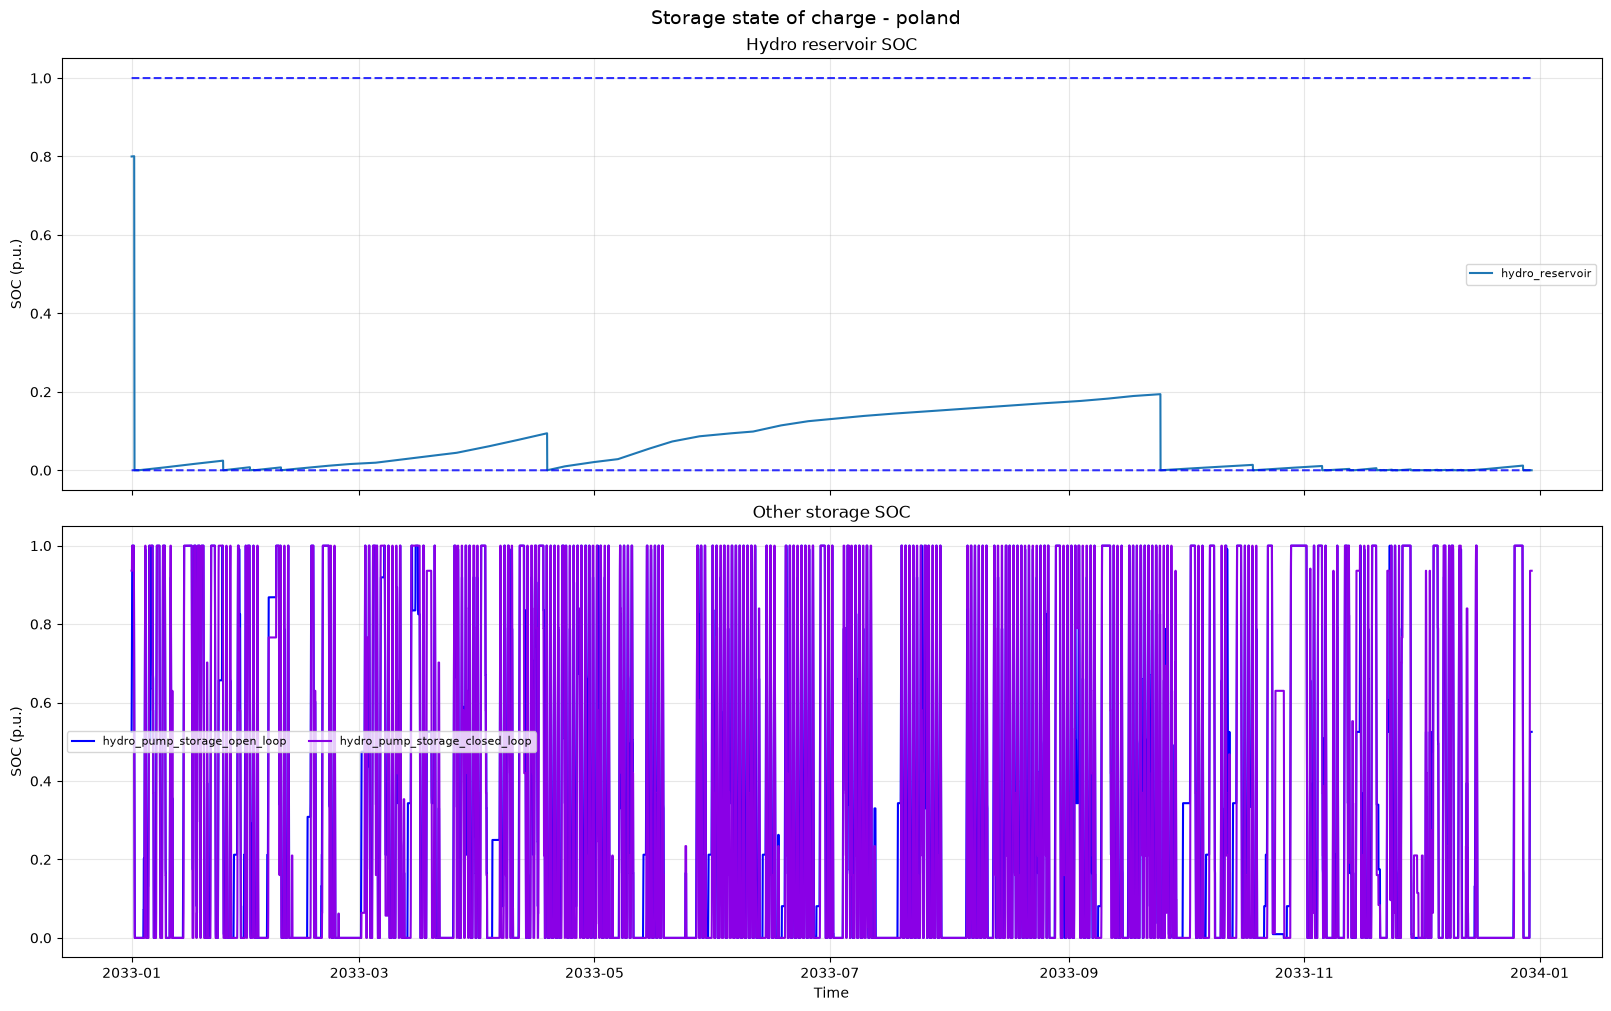 Storage state of charge - poland
Hydro reservoir SOC
1.0
0.8
0.6
0.4
0.2
0.0
SOC (p.u.)
hydro_reservoir
Other storage SOC
1.0
0.8
0.6
0.4
0.2
0.0
SOC (p.u.)
hydro_pump_storage_open_loop hydro_pump_storage_closed_loop
2033-01 2033-03 2033-05 2033-07 2033-09 2033-11 2034-01
Time